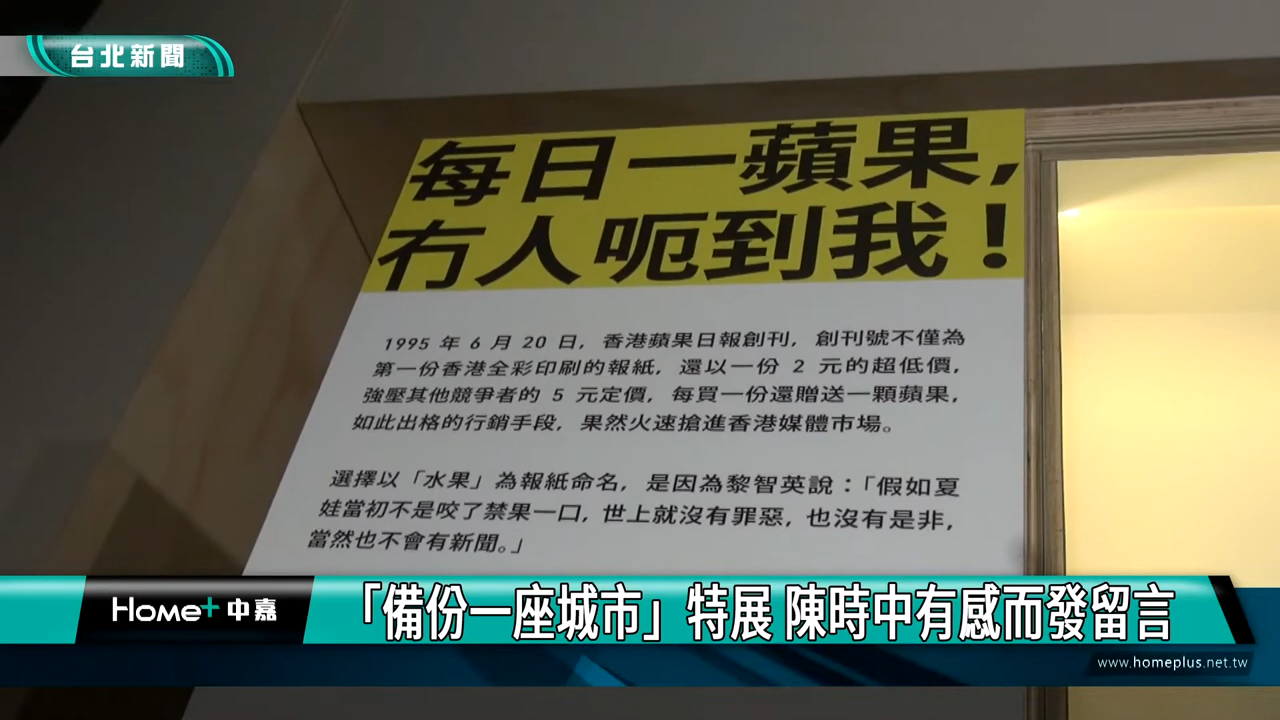 台北新聞
每日一蘋果,
冇人呃到我!
1995 年 6 月 20 日, 香港蘋果日報創刊, 創刊號不僅為
第一份香港全彩印刷的報紙, 還以一份 2 元的超低價,
強壓其他競爭者的 5 元定價, 每買一份還贈送一顆蘋果,
如此出格的行銷手段, 果然火速搶進香港媒體市場。
選擇以「水果」為報紙命名, 是因為黎智英說:「假如夏
娃當初不是咬了禁果一口, 世上就沒有罪惡, 也沒有是非,
當然也不會有新聞。」
Home+ 中嘉
「備份一座城市」特展 陳時中有感而發留言
www.homeplus.net.tw